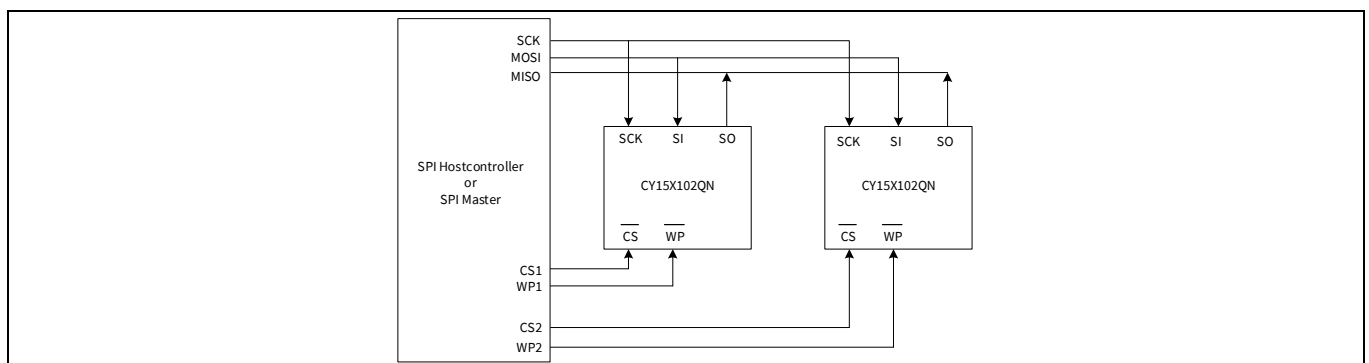 SCK
MOSI
MISO
SCK SI SO
SCK SI SO
SPI Hostcontroller
or
SPI Master
CY15X102QN
CY15X102QN
CS WP
CS WP
CS1
WP1
CS2
WP2